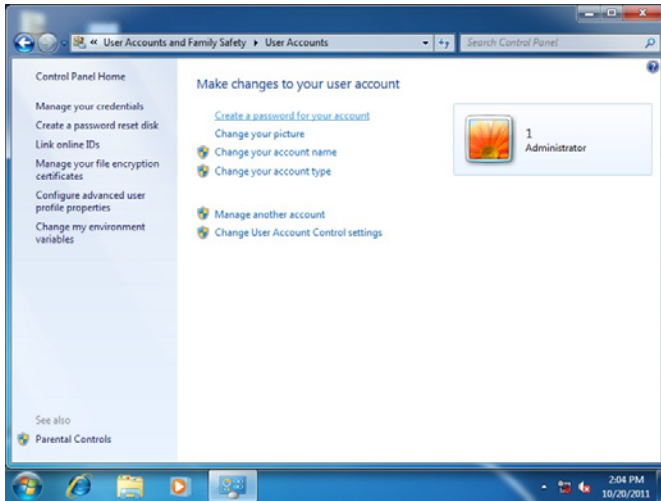 « User Accounts and Family Safety ▸ User Accounts
Search Control Panel
Control Panel Home
Manage your credentials
Create a password reset disk
Link online IDs
Manage your file encryption
certificates
Configure advanced user
profile properties
Change my environment
variables
See also
Parental Controls
Make changes to your user account
Create a password for your account
Change your picture
Change your account name
Change your account type
Manage another account
Change User Account Control settings
1
Administrator
2:04 PM
10/20/2011